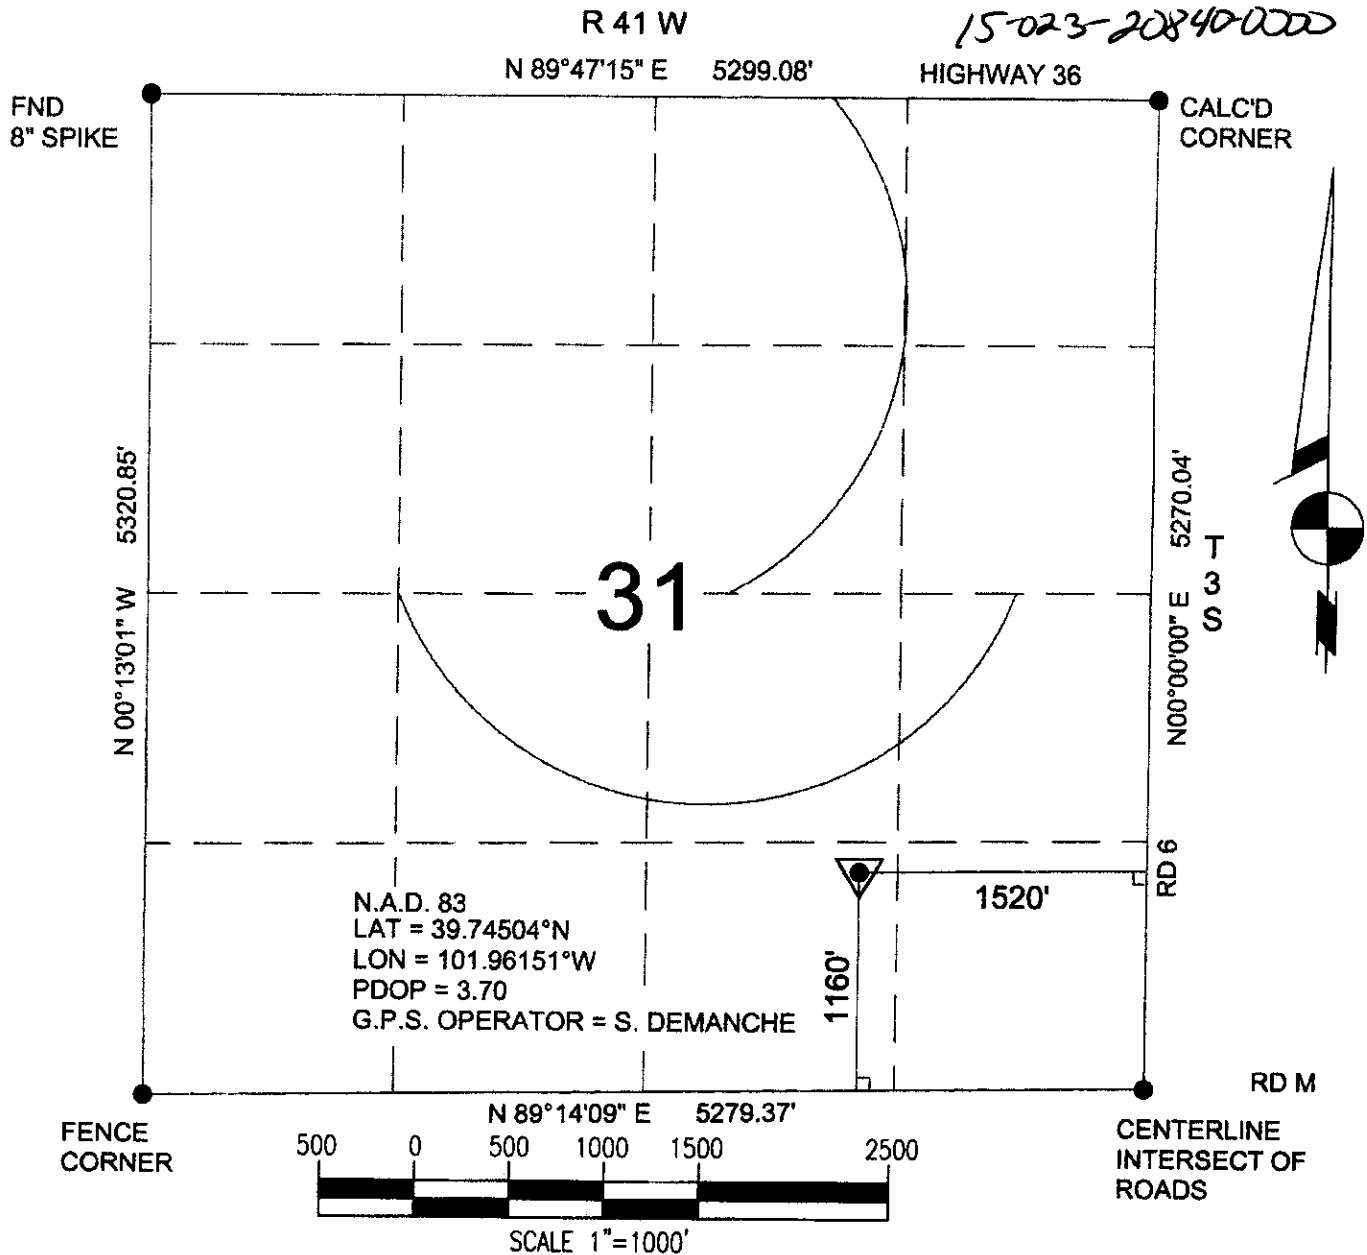 R 41 W
15-023-20840-0000
N 89°47'15" E 5299.08' HIGHWAY 36
FND
8" SPIKE
CALC'D
CORNER
N 00°13'01" W 5320.85'
N00°00'00" E 5270.04'
T
3
S
31
RD 6
1520'
1160'
N.A.D. 83
LAT = 39.74504°N
LON = 101.96151°W
PDOP = 3.70
G.P.S. OPERATOR = S. DEMANCHE
RD M
N 89°14'09" E 5279.37'
FENCE
CORNER
CENTERLINE
INTERSECT OF
ROADS
500 0 500 1000 1500 2500
SCALE 1"=1000'